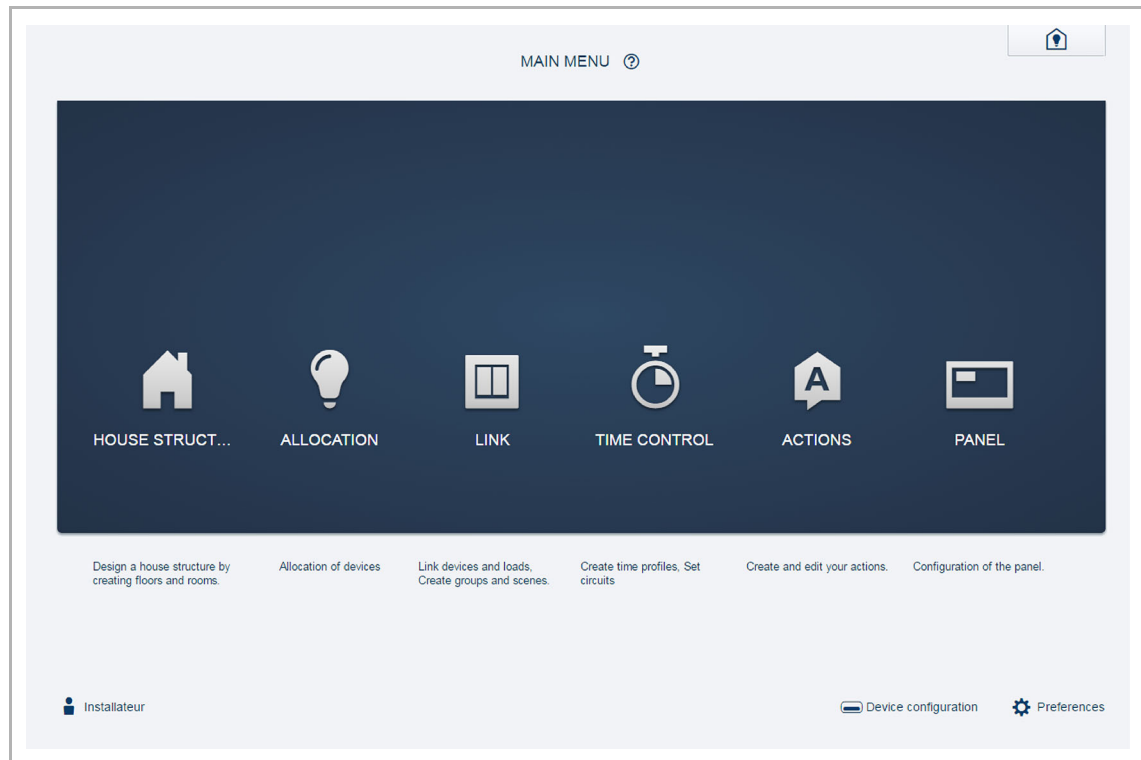 MAIN MENU
HOUSE STRUCT...
ALLOCATION
LINK
TIME CONTROL
A
ACTIONS
PANEL
Design a house structure by
creating floors and rooms.
Allocation of devices
Link devices and loads,
Create groups and scenes.
Create time profiles, Set
circuits
Create and edit your actions.
Configuration of the panel.
Installateur
Device configuration
Preferences